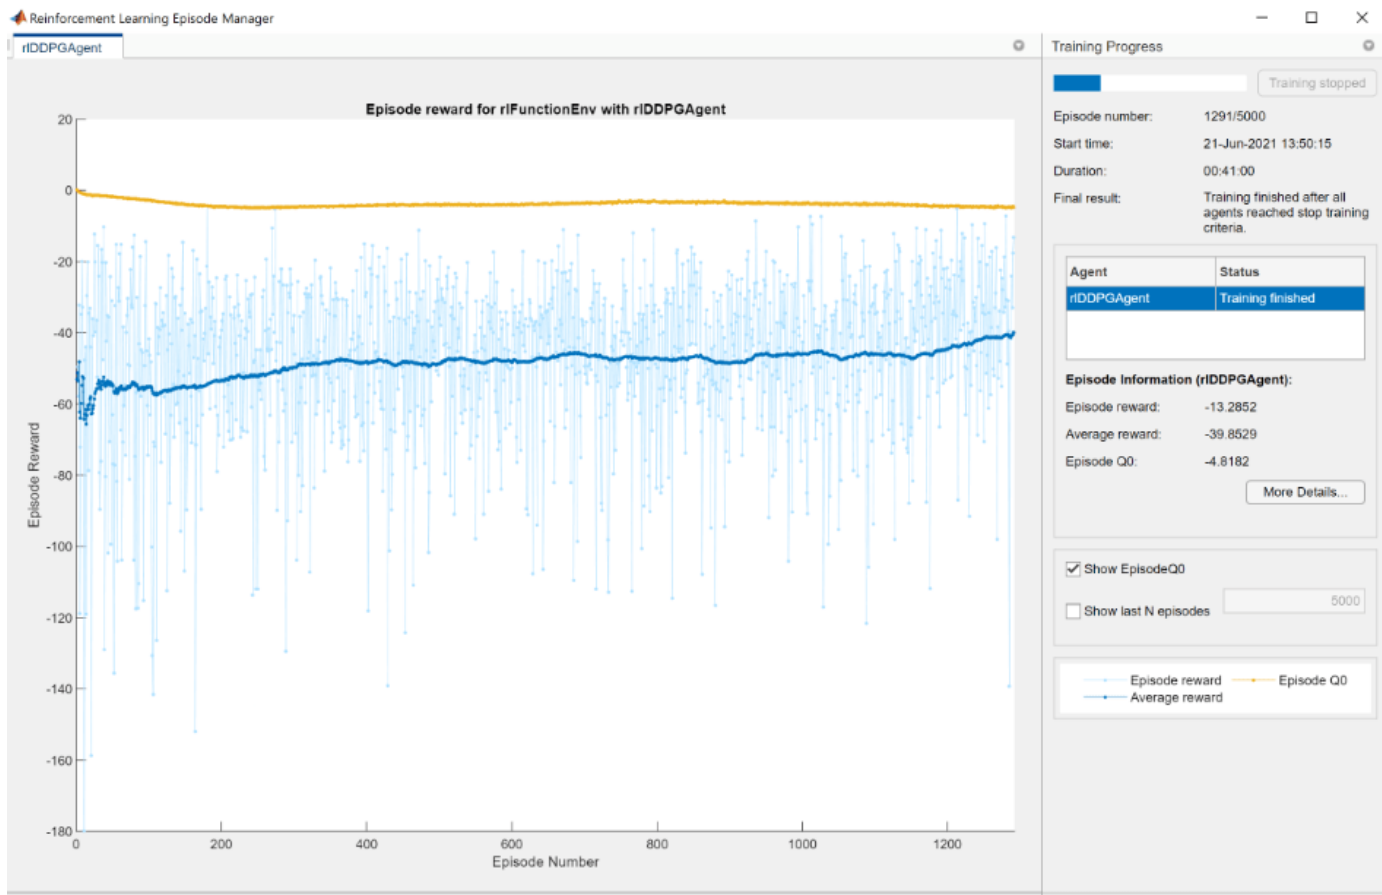 Reinforcement Learning Episode Manager
rlDDPGAgent
Episode reward for rlFunctionEnv with rlDDPGAgent
20
0
-20
-40
-60
-80
-100
-120
-140
-160
-180
Episode Reward
0
200
400
600
800
1000
1200
Episode Number
Training Progress
Training stopped
Episode number: 1291/5000
Start time: 21-Jun-2021 13:50:15
Duration: 00:41:00
Final result: Training finished after all
agents reached stop training
criteria.
Agent Status
rlDDPGAgent Training finished
Episode Information (rlDDPGAgent):
Episode reward: -13.2852
Average reward: -39.8529
Episode Q0: -4.8182
More Details...
Show EpisodeQ0
Show last N episodes 5000
Episode reward Episode Q0
Average reward